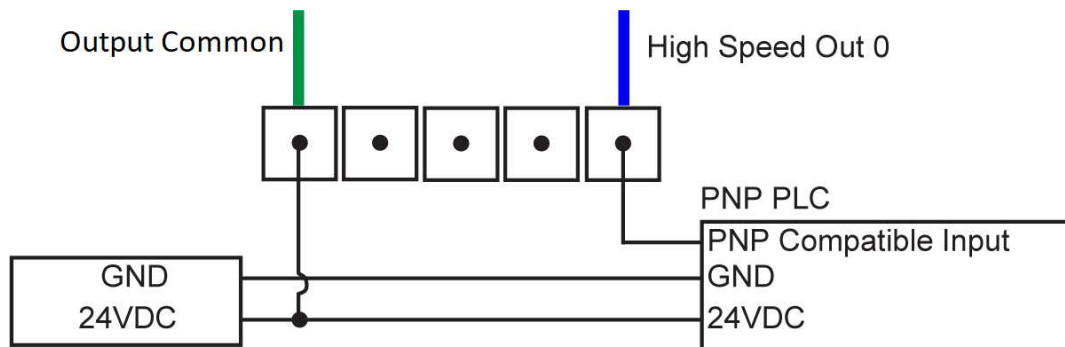 Output Common
High Speed Out 0
PNP PLC
PNP Compatible Input
GND
GND
24VDC
24VDC